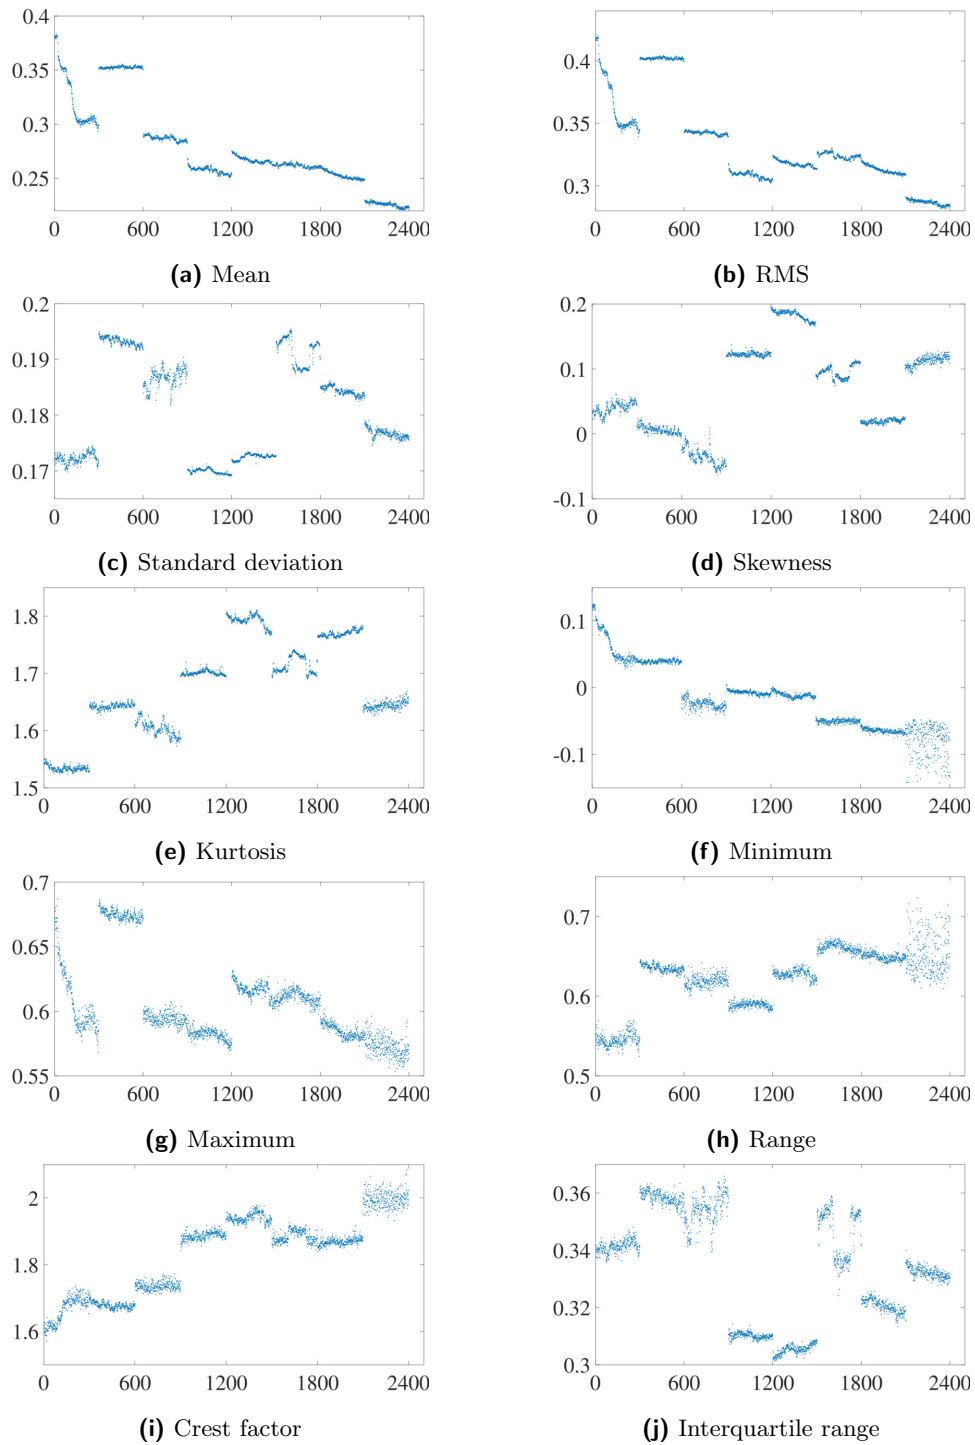 0.4
0.35
0.3
0.25
0 600 1200 1800 2400
(a) Mean
0.4
0.35
0.3
0 600 1200 1800 2400
(b) RMS
0.2
0.19
0.18
0.17
0 600 1200 1800 2400
(c) Standard deviation
0.2
0.1
0
-0.1
0 600 1200 1800 2400
(d) Skewness
1.8
1.7
1.6
1.5
0 600 1200 1800 2400
(e) Kurtosis
0.1
0
-0.1
0 600 1200 1800 2400
(f) Minimum
0.7
0.65
0.6
0.55
0 600 1200 1800 2400
(g) Maximum
0.7
0.6
0.5
0 600 1200 1800 2400
(h) Range
2
1.8
1.6
0 600 1200 1800 2400
(i) Crest factor
0.36
0.34
0.32
0.3
0 600 1200 1800 2400
(j) Interquartile range